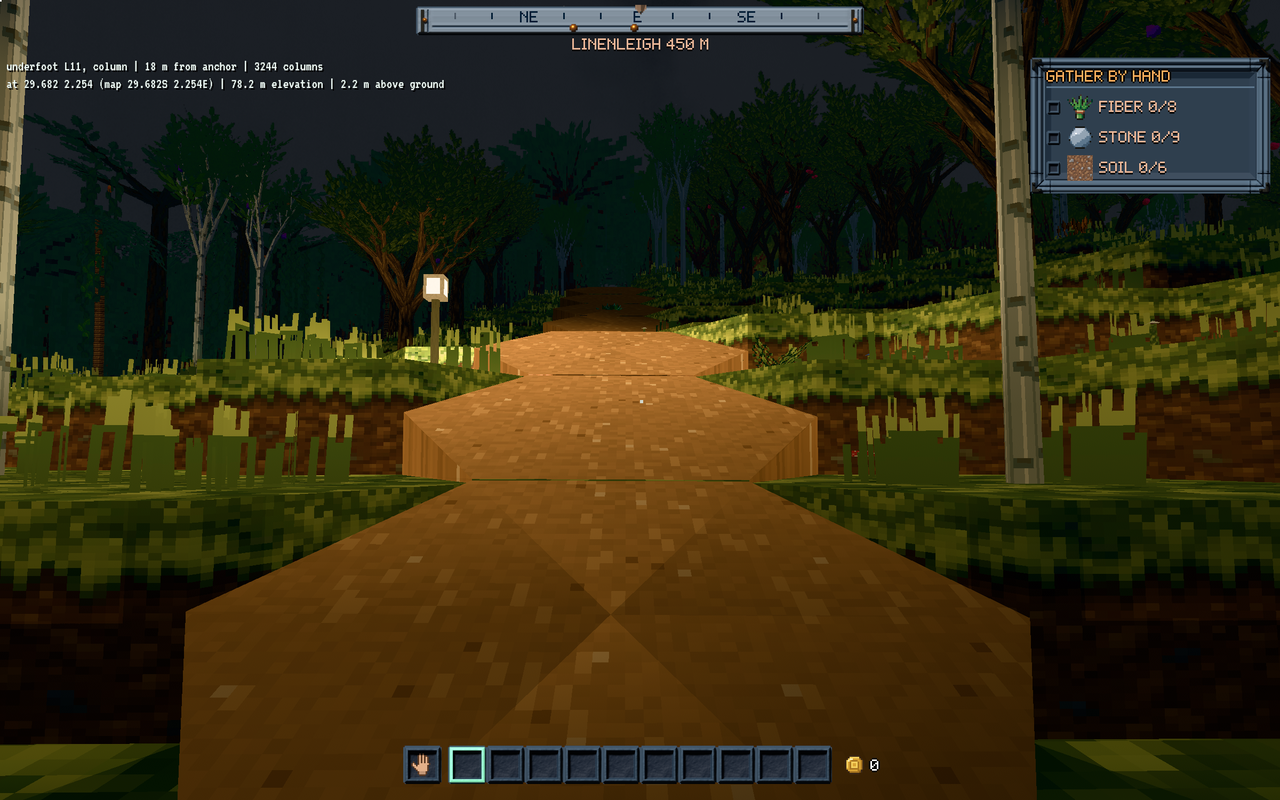 NE E SE
LINENLEIGH 450 M
underfoot L11, column | 18 m from anchor | 3244 columns
at 29.682 2.254 (map 29.682S 2.254E) | 78.2 m elevation | 2.2 m above ground
GATHER BY HAND
FIBER 0/8
STONE 0/9
SOIL 0/6
0